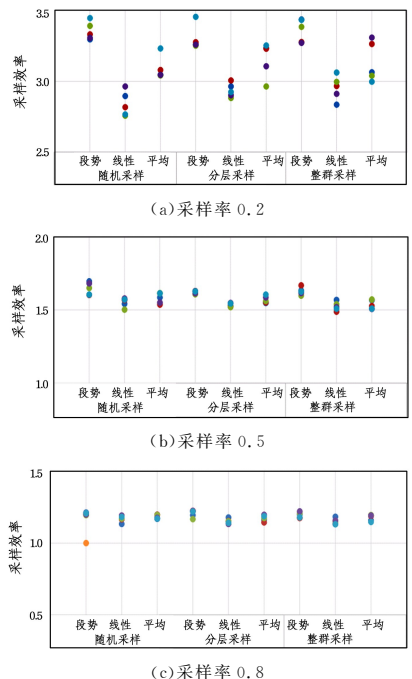 3.5
3.0
2.5
采样效率
段势 线性 平均 段势 线性 平均 段势 线性 平均
随机采样 分层采样 整群采样
(a)采样率 0.2
2.0
1.5
1.0
采样效率
段势 线性 平均 段势 线性 平均 段势 线性 平均
随机采样 分层采样 整群采样
(b)采样率 0.5
1.5
1.0
0.5
采样效率
段势 线性 平均 段势 线性 平均 段势 线性 平均
随机采样 分层采样 整群采样
(c)采样率 0.8